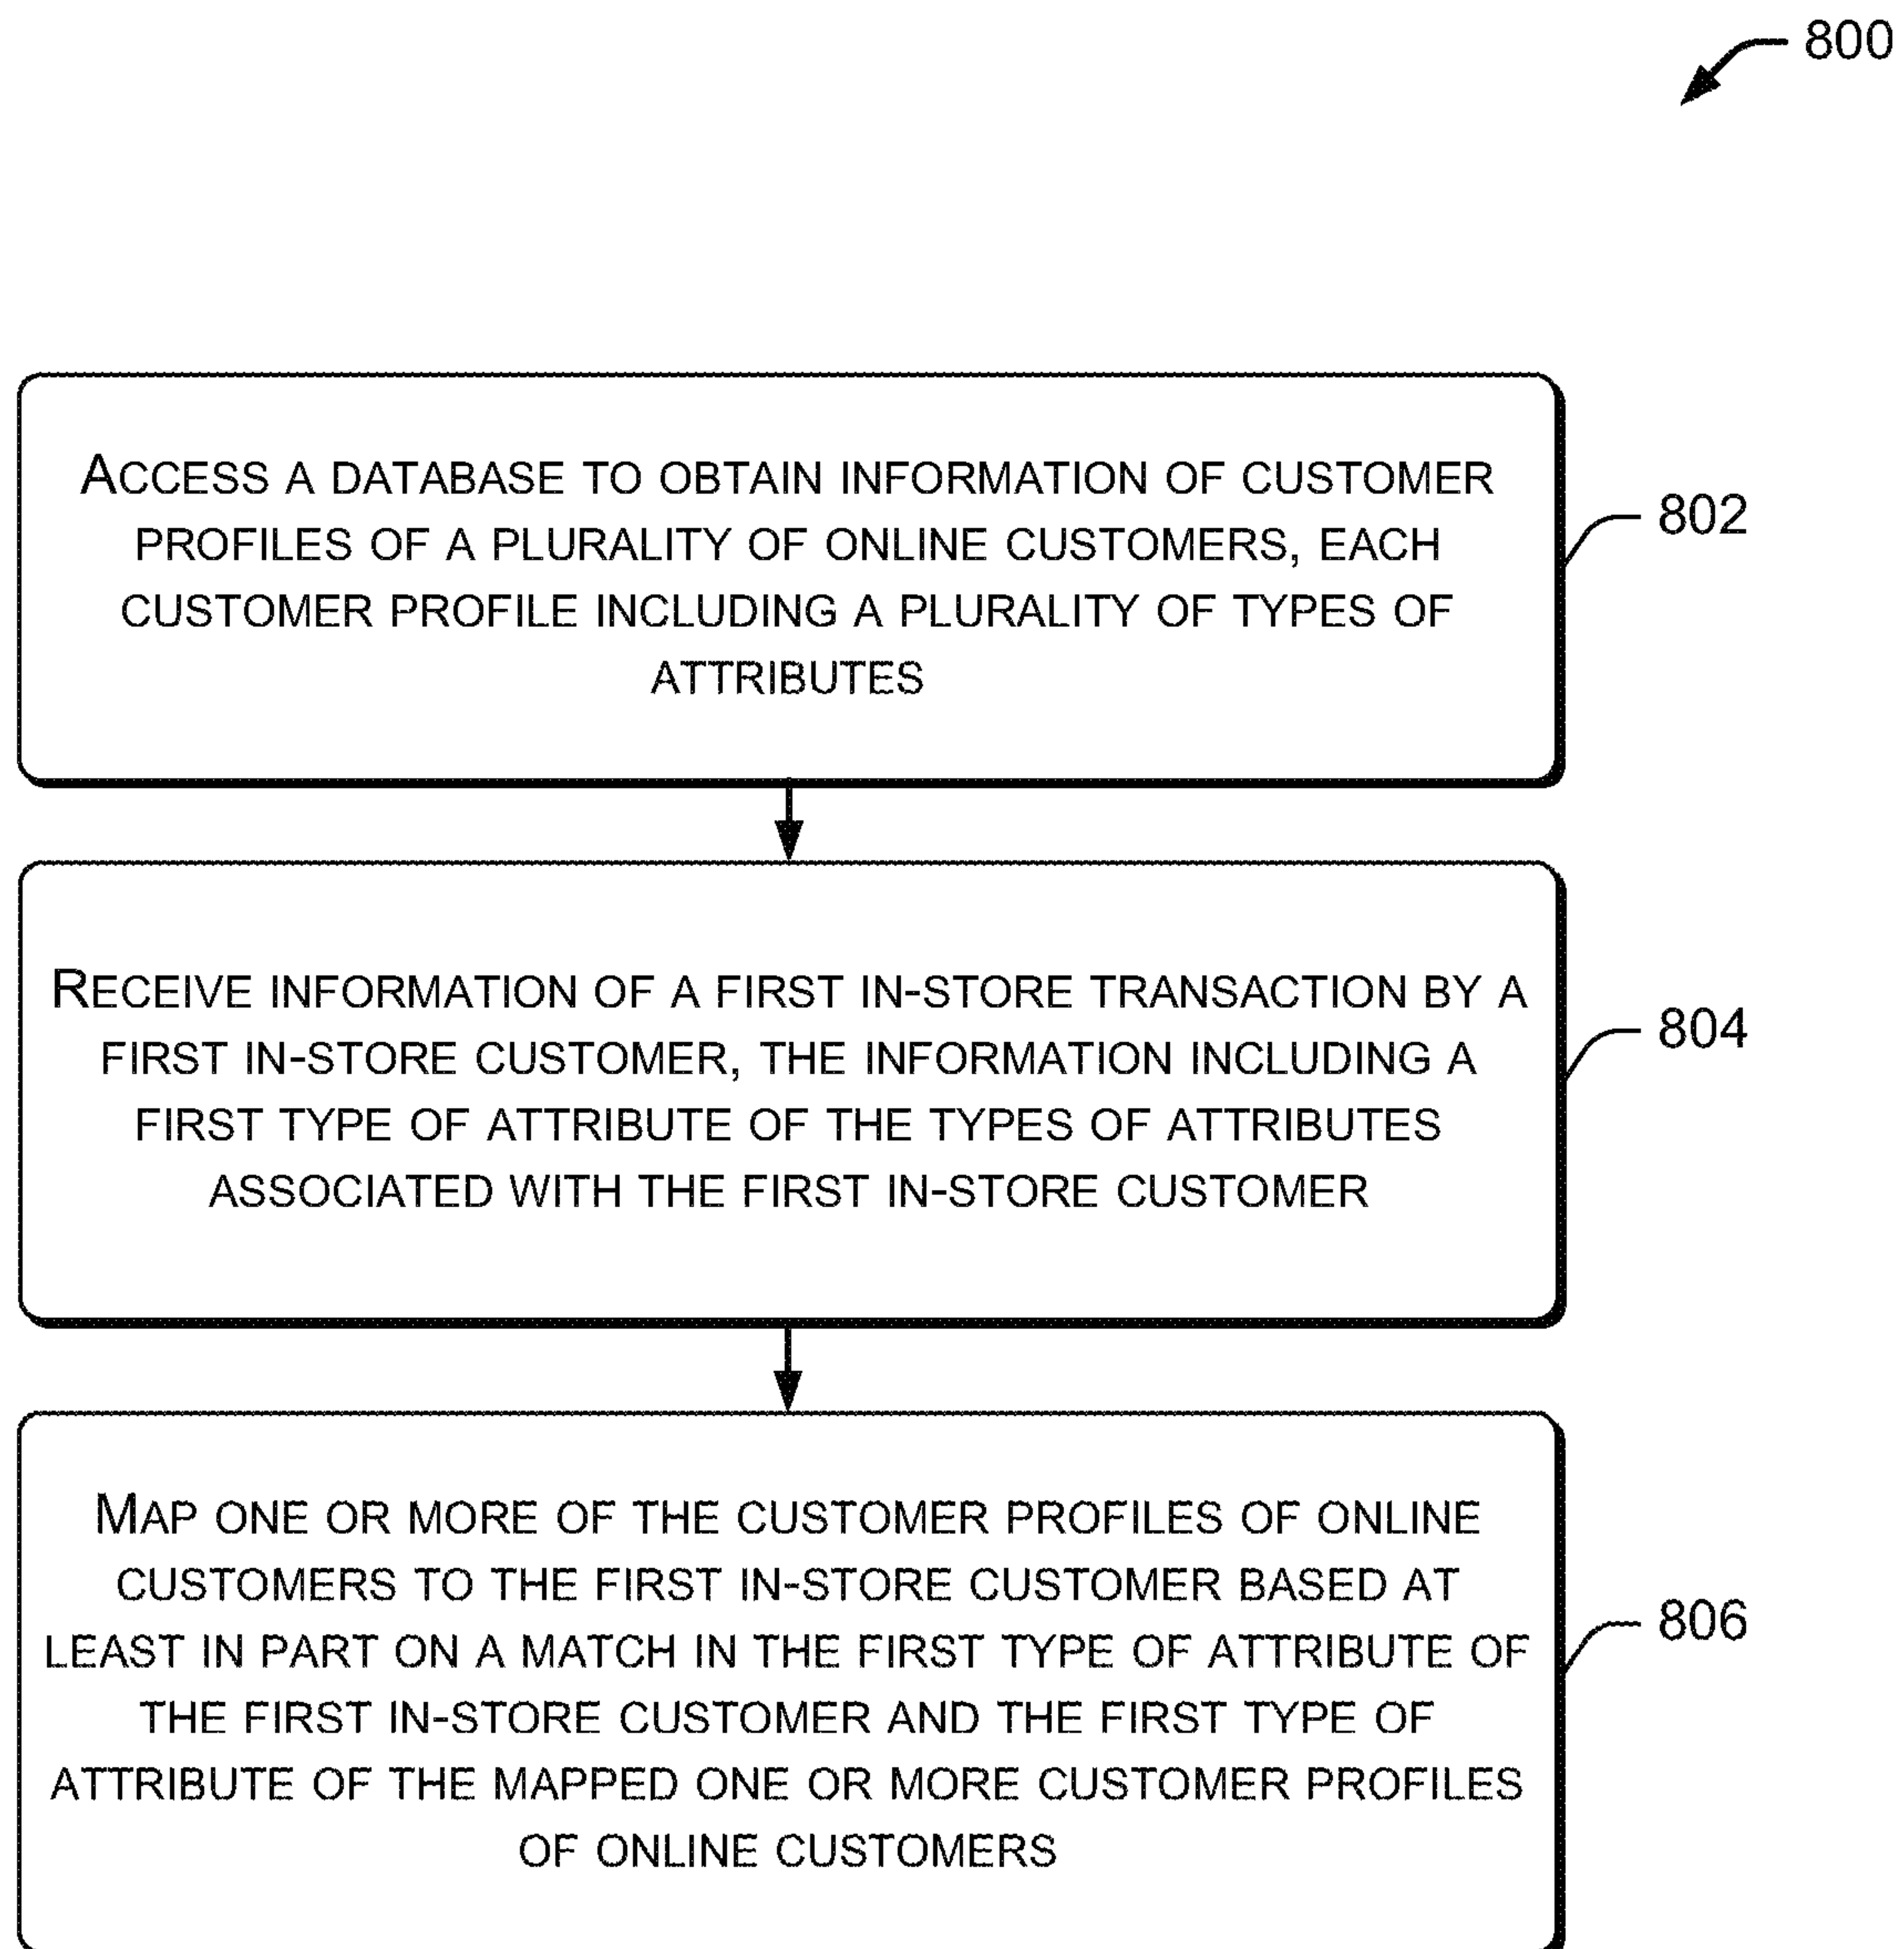 800
ACCESS A DATABASE TO OBTAIN INFORMATION OF CUSTOMER
PROFILES OF A PLURALITY OF ONLINE CUSTOMERS, EACH
CUSTOMER PROFILE INCLUDING A PLURALITY OF TYPES OF
ATTRIBUTES
802
RECEIVE INFORMATION OF A FIRST IN-STORE TRANSACTION BY A
FIRST IN-STORE CUSTOMER, THE INFORMATION INCLUDING A
FIRST TYPE OF ATTRIBUTE OF THE TYPES OF ATTRIBUTES
ASSOCIATED WITH THE FIRST IN-STORE CUSTOMER
804
MAP ONE OR MORE OF THE CUSTOMER PROFILES OF ONLINE
CUSTOMERS TO THE FIRST IN-STORE CUSTOMER BASED AT
LEAST IN PART ON A MATCH IN THE FIRST TYPE OF ATTRIBUTE OF
THE FIRST IN-STORE CUSTOMER AND THE FIRST TYPE OF
ATTRIBUTE OF THE MAPPED ONE OR MORE CUSTOMER PROFILES
OF ONLINE CUSTOMERS
806